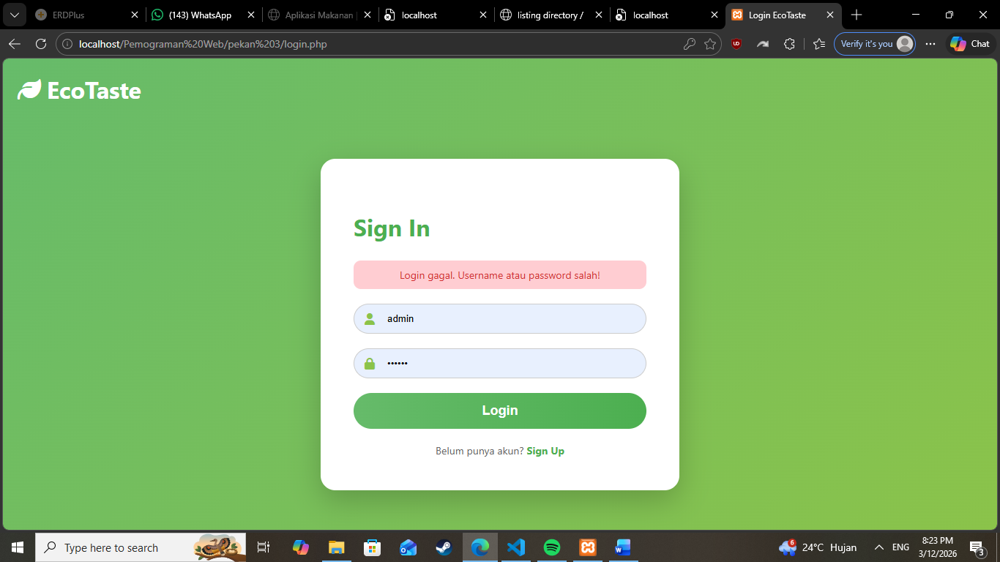 ERDPlus
(143) WhatsApp
Aplikasi Makanan
localhost
listing directory /
localhost
Login EcoTaste
localhost/Pemograman%20Web/pekan%203/login.php
Verify it's you
Chat
EcoTaste
Sign In
Login gagal. Username atau password salah!
admin
••••••
Login
Belum punya akun? Sign Up
Type here to search
6
24°C Hujan
ENG
8:23 PM
3/12/2026
3